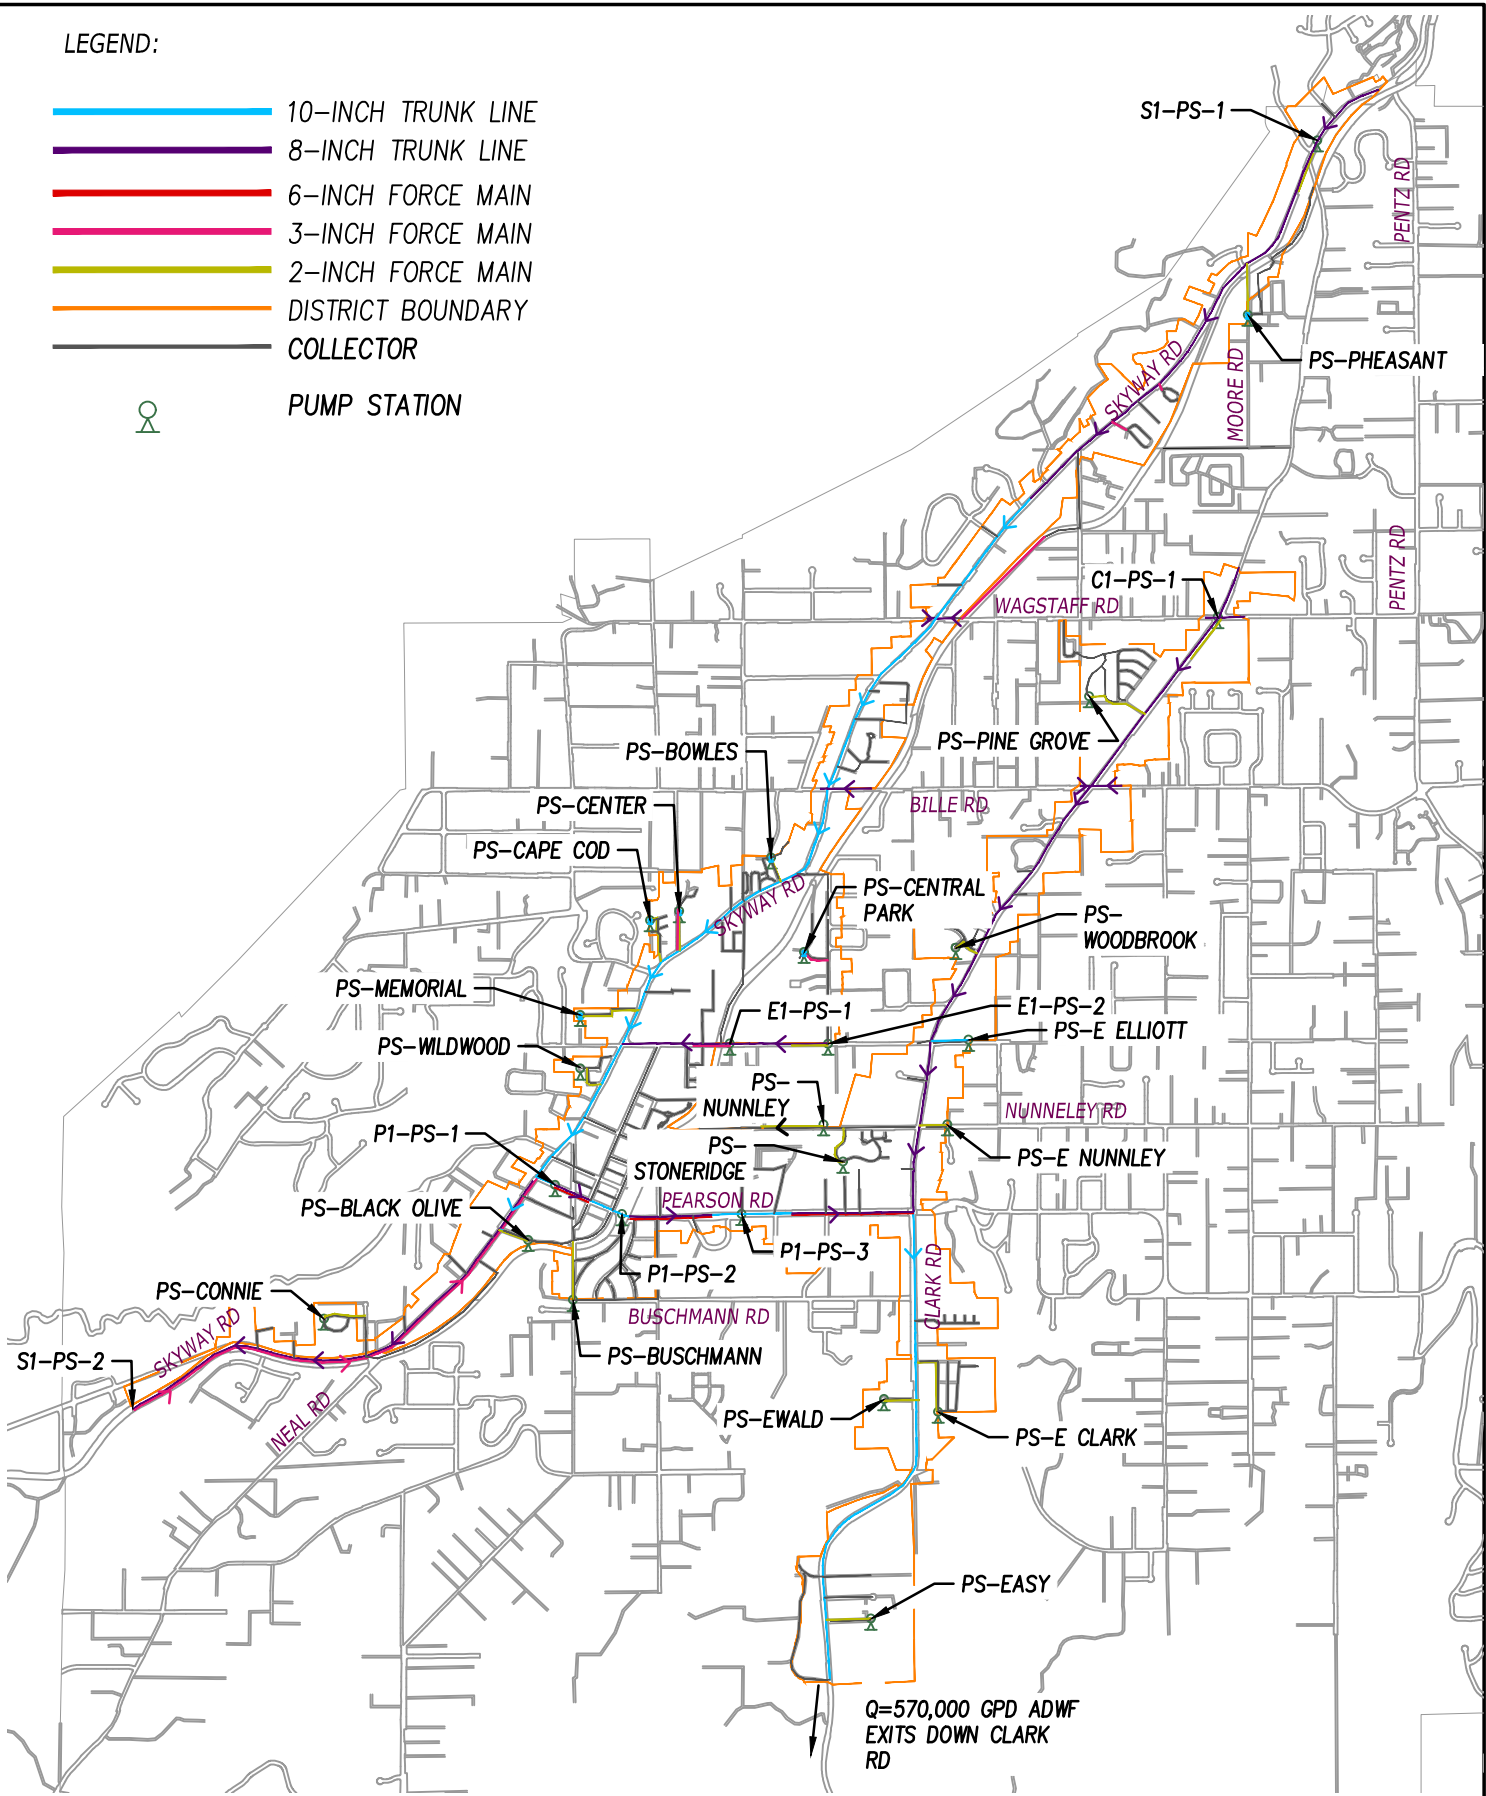 LEGEND:
10-INCH TRUNK LINE
8-INCH TRUNK LINE
6-INCH FORCE MAIN
3-INCH FORCE MAIN
2-INCH FORCE MAIN
DISTRICT BOUNDARY
COLLECTOR
PUMP STATION
S1-PS-1
PENTZ RD
PS-PHEASANT
MOORE RD
SKYWAY RD
PENTZ RD
C1-PS-1
WAGSTAFF RD
PS-PINE GROVE
PS-BOWLES
BILLE RD
PS-CENTER
PS-CAPE COD
SKYWAY RD
PS-CENTRAL
PARK
PS-
WOODBROOK
PS-MEMORIAL
E1-PS-1
E1-PS-2
PS-E ELLIOTT
PS-WILDWOOD
PS-
NUNNLEY
NUNNELEY RD
P1-PS-1
PS-
STONERIDGE
PS-E NUNNLEY
PEARSON RD
PS-BLACK OLIVE
P1-PS-3
P1-PS-2
CLARK RD
PS-CONNIE
BUSCHMANN RD
SKYWAY RD
PS-BUSCHMANN
S1-PS-2
NEAL RD
PS-EWALD
PS-E CLARK
PS-EASY
Q=570,000 GPD ADWF
EXITS DOWN CLARK
RD